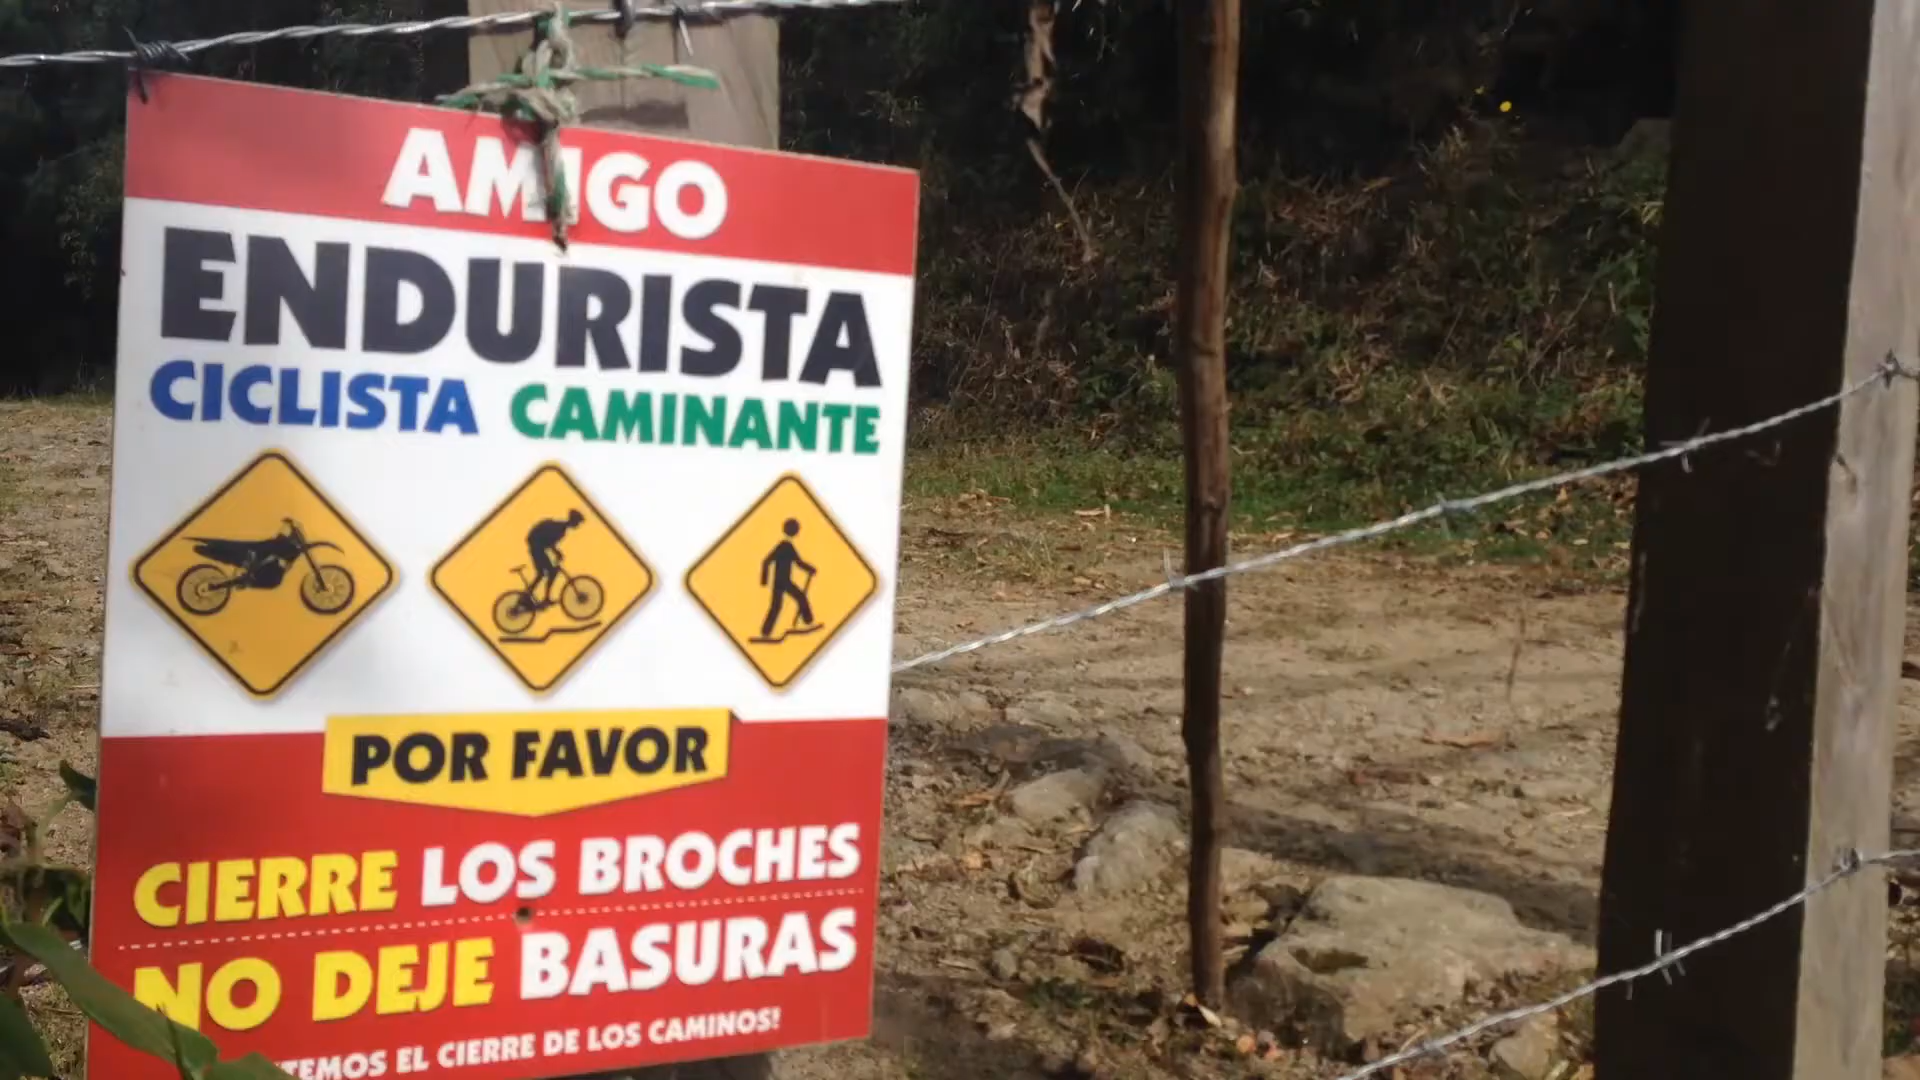 AMIGO
ENDURISTA
CICLISTA CAMINANTE
POR FAVOR
CIERRE LOS BROCHES
NO DEJE BASURAS
EL CIERRE DE LOS CAMINOS!